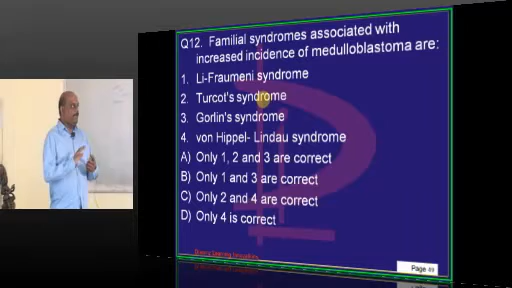 Q12. Familial syndromes associated with
increased incidence of medulloblastoma are:
1. Li-Fraumeni syndrome
2. Turcot's syndrome
3. Gorlin's syndrome
4. von Hippel- Lindau syndrome
A) Only 1, 2 and 3 are correct
B) Only 1 and 3 are correct
C) Only 2 and 4 are correct
D) Only 4 is correct
Page 49